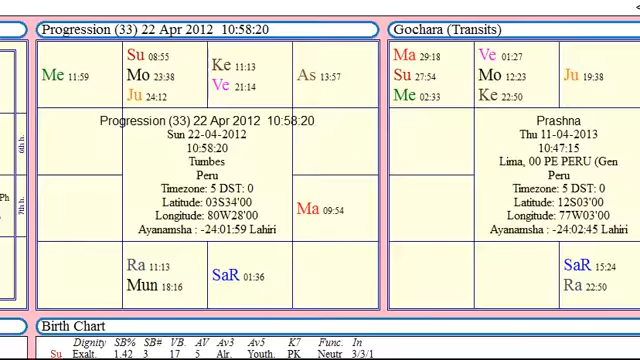 Progression (33) 22 Apr 2012 10:58:20
Gochara (Transits)
Me 11:59
Su 08:55
Mo 23:38
Ju 24:12
Ke 11:13
Ve 21:14
As 13:57
Ma 29:18
Su 27:54
Me 02:33
Ve 01:27
Mo 12:23
Ke 22:50
Ju 19:38
Progression (33) 22 Apr 2012 10:58:20
Sun 22-04-2012
10:58:20
Tumbes
Peru
Timezone: 5 DST: 0
Latitude: 03S34'00
Longitude: 80W28'00
Ayanamsha : -24:01:59 Lahiri
Prashna
Thu 11-04-2013
10:47:15
Lima, 00 PE PERU (Gen
Peru
Timezone: 5 DST: 0
Latitude: 12S03'00
Longitude: 77W03'00
Ayanamsha : -24:02:45 Lahiri
6th h.
Ph
7th h.
Ma 09:54
Ra 11:13
Mun 18:16
SaR 01:36
SaR 15:24
Ra 22:50
Birth Chart
Dignity SB% SB# VB. AV Av3 Av5 K7 Func. In
Su Exalt. 1.42 3 17 5 Alr. Youth. PK Neutr 3/3/1